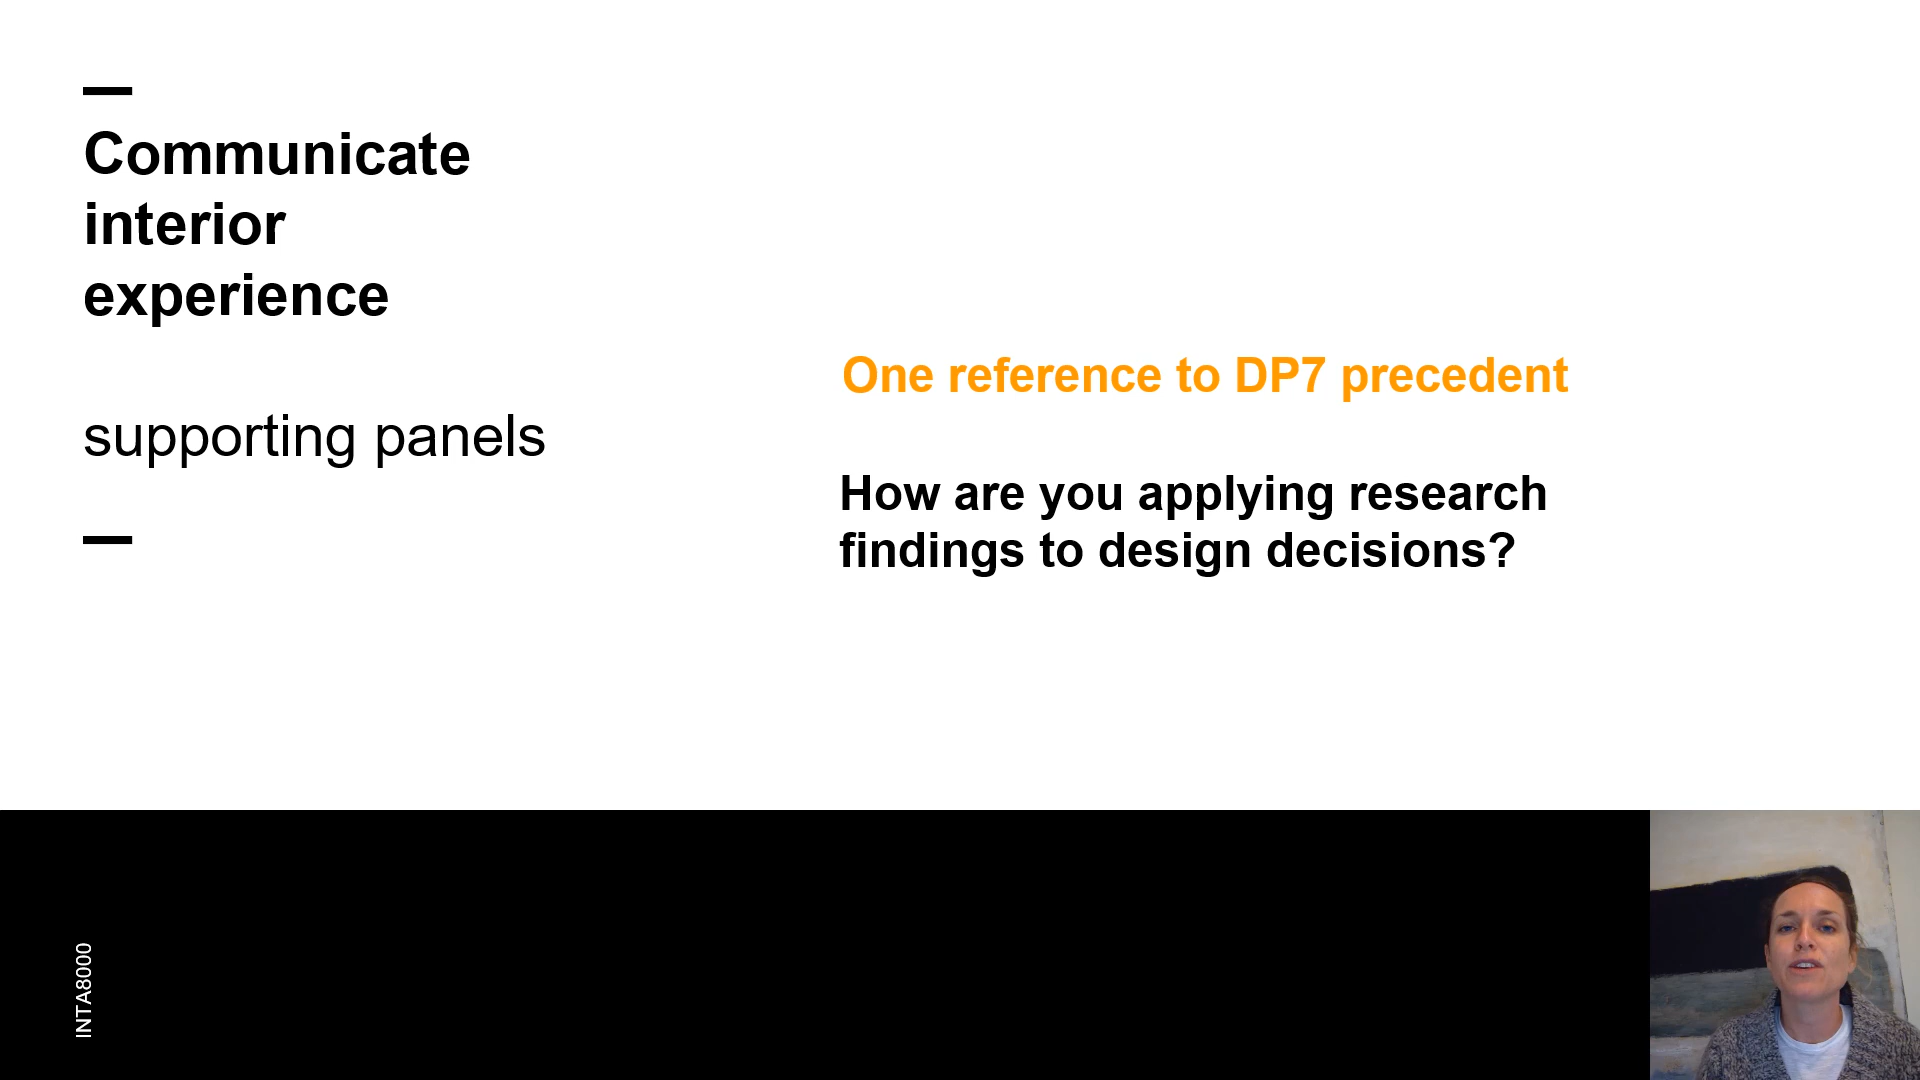 Communicate
interior
experience
supporting panels
One reference to DP7 precedent
How are you applying research
findings to design decisions?
INTA8000